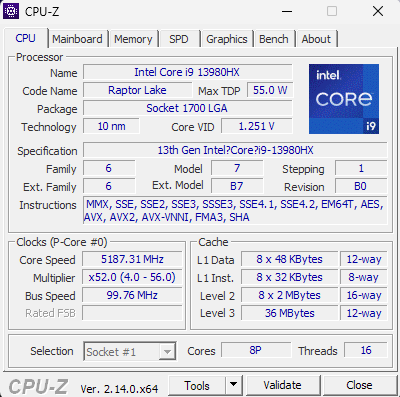 CPU-Z
CPU Mainboard Memory SPD Graphics Bench About
Processor
Name Intel Core i9 13980HX
Code Name Raptor Lake Max TDP 55.0 W
Package Socket 1700 LGA
Technology 10 nm Core VID 1.251 V
intel
CORE
i9
Specification 13th Gen Intel?Core?i9-13980HX
Family 6 Model 7 Stepping 1
Ext. Family 6 Ext. Model B7 Revision B0
Instructions MMX, SSE, SSE2, SSE3, SSSE3, SSE4.1, SSE4.2, EM64T, AES,
AVX, AVX2, AVX-VNNI, FMA3, SHA
Clocks (P-Core #0)
Core Speed 5187.31 MHz
Multiplier x52.0 (4.0 - 56.0)
Bus Speed 99.76 MHz
Rated FSB
Cache
L1 Data 8 x 48 KBytes 12-way
L1 Inst. 8 x 32 KBytes 8-way
Level 2 8 x 2 MBytes 16-way
Level 3 36 MBytes 12-way
Selection Socket #1 Cores 8P Threads 16
CPU-Z Ver. 2.14.0.x64 Tools Validate Close